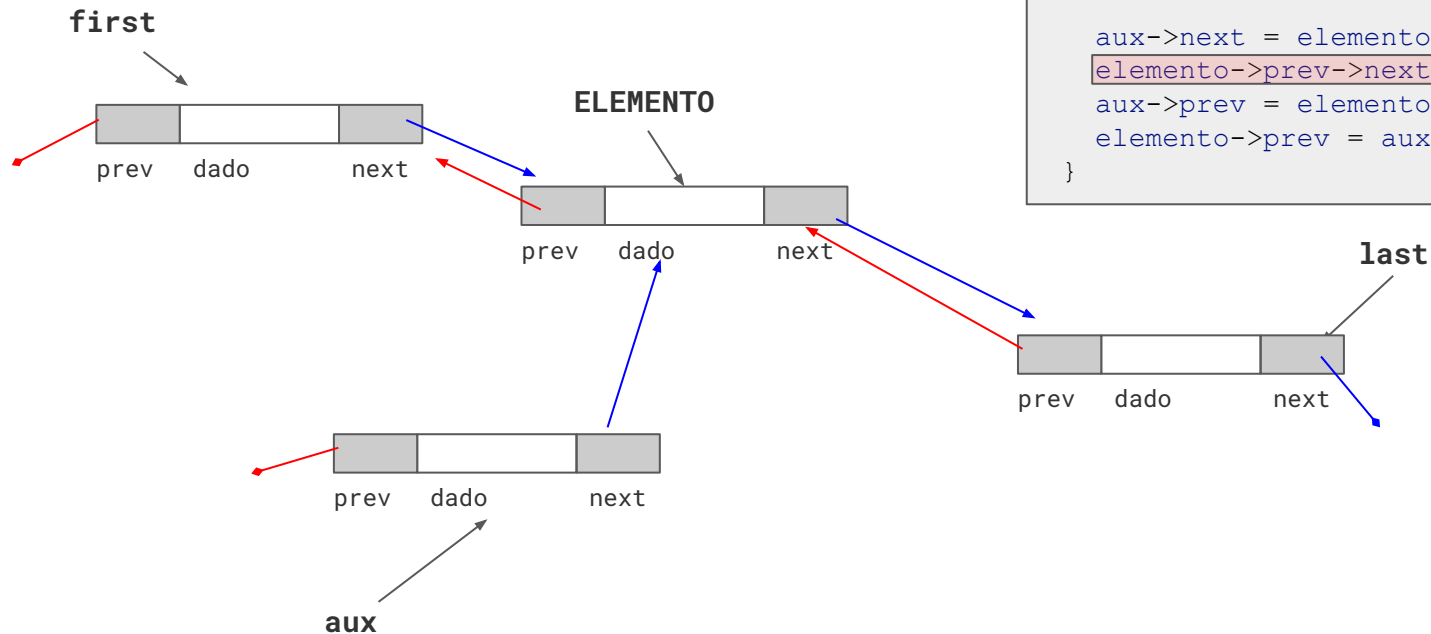 first
aux->next = elemento
elemento->prev->next
aux->prev = elemento
elemento->prev = aux
}
ELEMENTO
prev dado next
prev dado next
last
prev dado next
prev dado next
aux